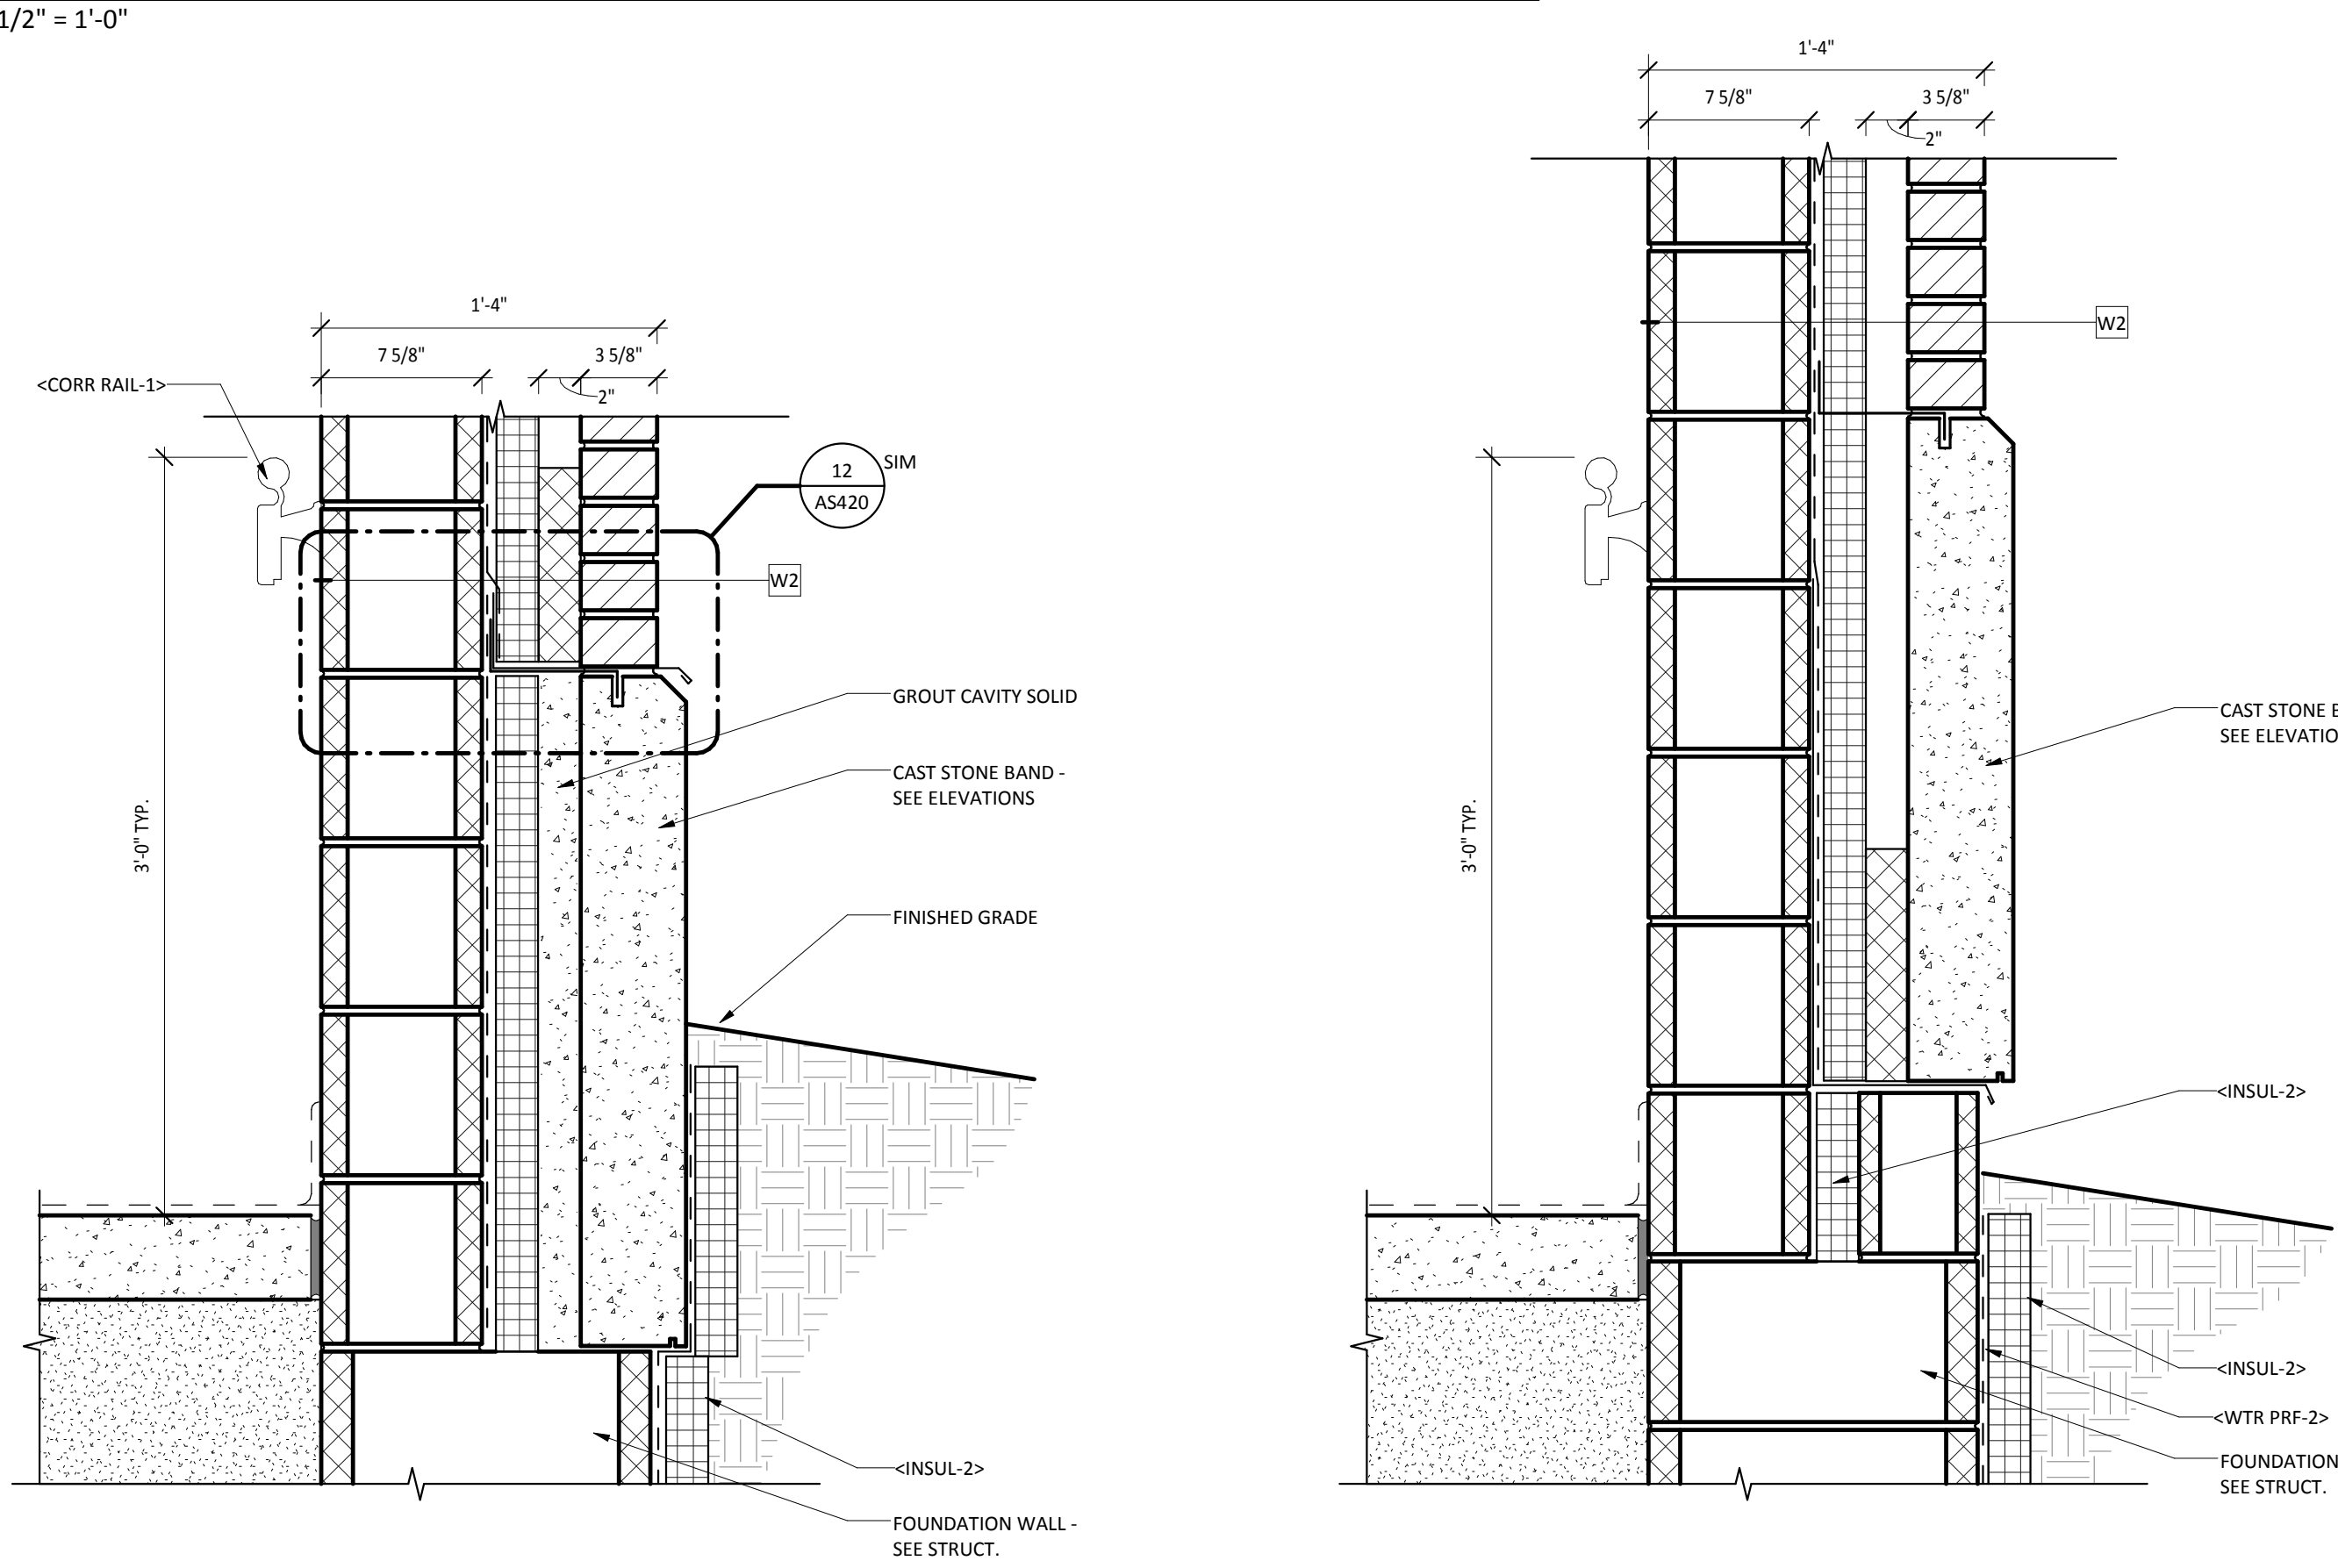 1/2" = 1'-0"
1'-4"
7 5/8"
3 5/8"
2"
<CORR RAIL-1>
12
AS420
SIM
W2
GROUT CAVITY SOLID
CAST STONE BAND -
SEE ELEVATIONS
3'-0" TYP.
FINISHED GRADE
<INSUL-2>
FOUNDATION WALL -
SEE STRUCT.
1'-4"
7 5/8"
3 5/8"
2"
W2
CAST STONE
SEE
3'-0" TYP.
<INSUL-2>
<INSUL-2>
<WTR PRF-2>
FOUNDATION
SEE STRUCT.